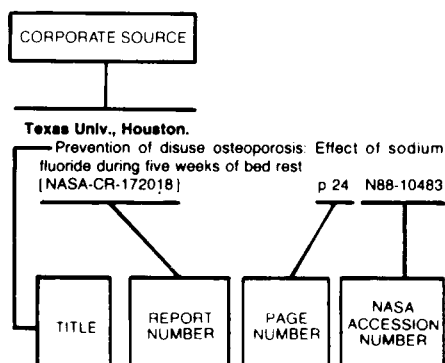 CORPORATE SOURCE
Texas Univ., Houston.
Prevention of disuse osteoporosis: Effect of sodium
fluoride during five weeks of bed rest
[NASA-CR-172018] p 24 N88-10483
TITLE
REPORT
NUMBER
PAGE
NUMBER
NASA
ACCESSION
NUMBER